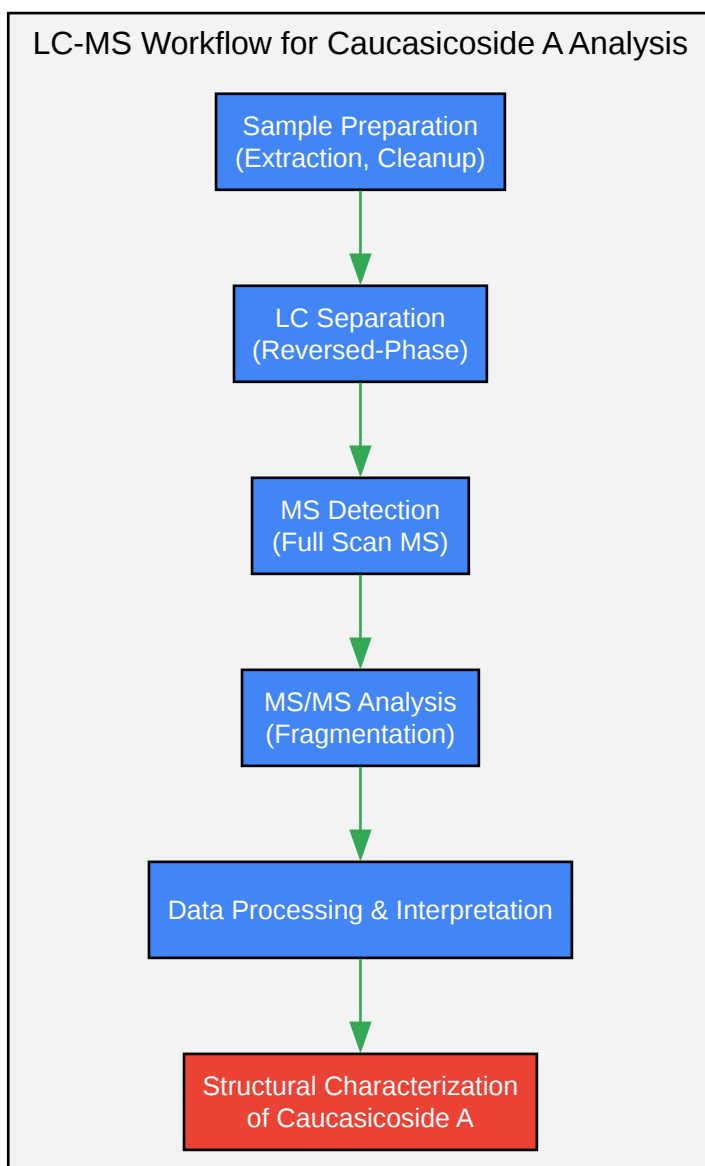 LC-MS Workflow for Caucasicoside A Analysis
Sample Preparation
(Extraction, Cleanup)
LC Separation
(Reversed-Phase)
MS Detection
(Full Scan MS)
MS/MS Analysis
(Fragmentation)
Data Processing & Interpretation
Structural Characterization
of Caucasicoside A